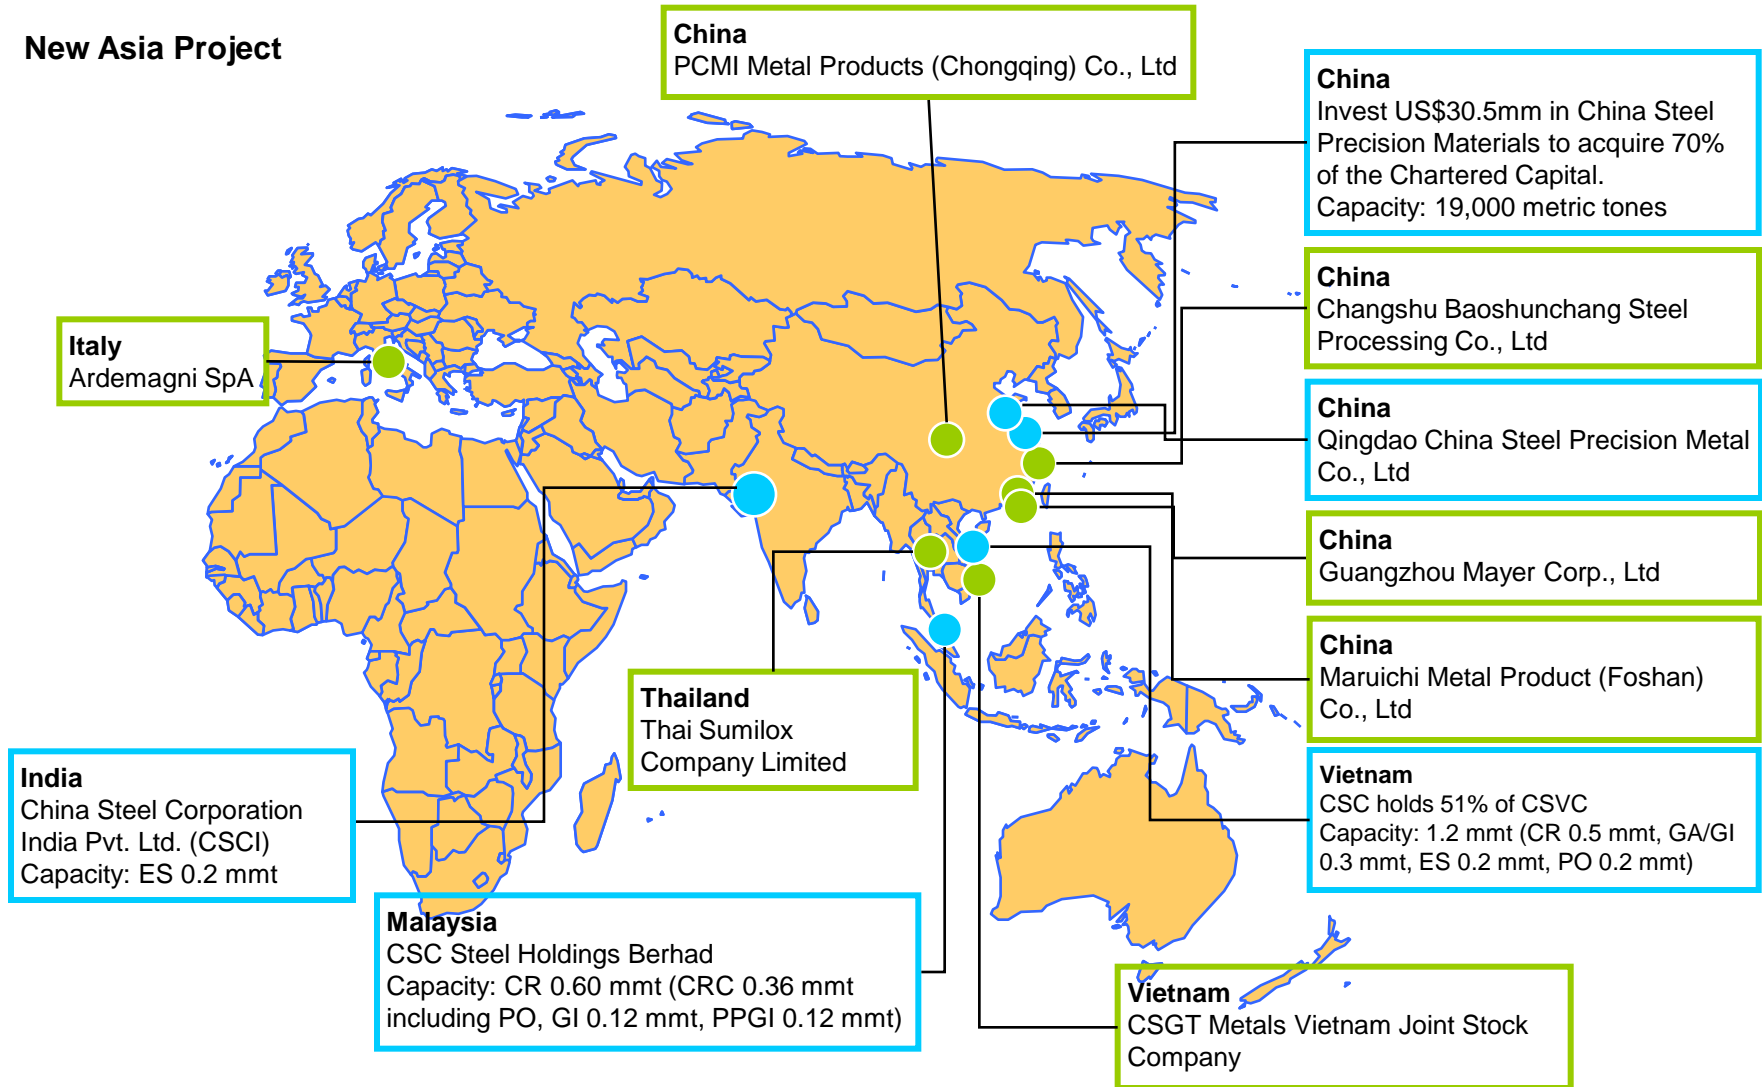 New Asia Project
China
PCMI Metal Products (Chongqing) Co., Ltd
China
Invest US$30.5mm in China Steel
Precision Materials to acquire 70%
of the Chartered Capital.
Capacity: 19,000 metric tones
China
Changshu Baoshunchang Steel
Processing Co., Ltd
Italy
Ardemagni SpA
China
Qingdao China Steel Precision Metal
Co., Ltd
China
Guangzhou Mayer Corp., Ltd
China
Maruichi Metal Product (Foshan)
Co., Ltd
Thailand
Thai Sumilox
Company Limited
India
China Steel Corporation
India Pvt. Ltd. (CSCI)
Capacity: ES 0.2 mmt
Vietnam
CSC holds 51% of CSVC
Capacity: 1.2 mmt (CR 0.5 mmt, GA/GI
0.3 mmt, ES 0.2 mmt, PO 0.2 mmt)
Malaysia
CSC Steel Holdings Berhad
Capacity: CR 0.60 mmt (CRC 0.36 mmt
including PO, GI 0.12 mmt, PPGI 0.12 mmt)
Vietnam
CSGT Metals Vietnam Joint Stock
Company